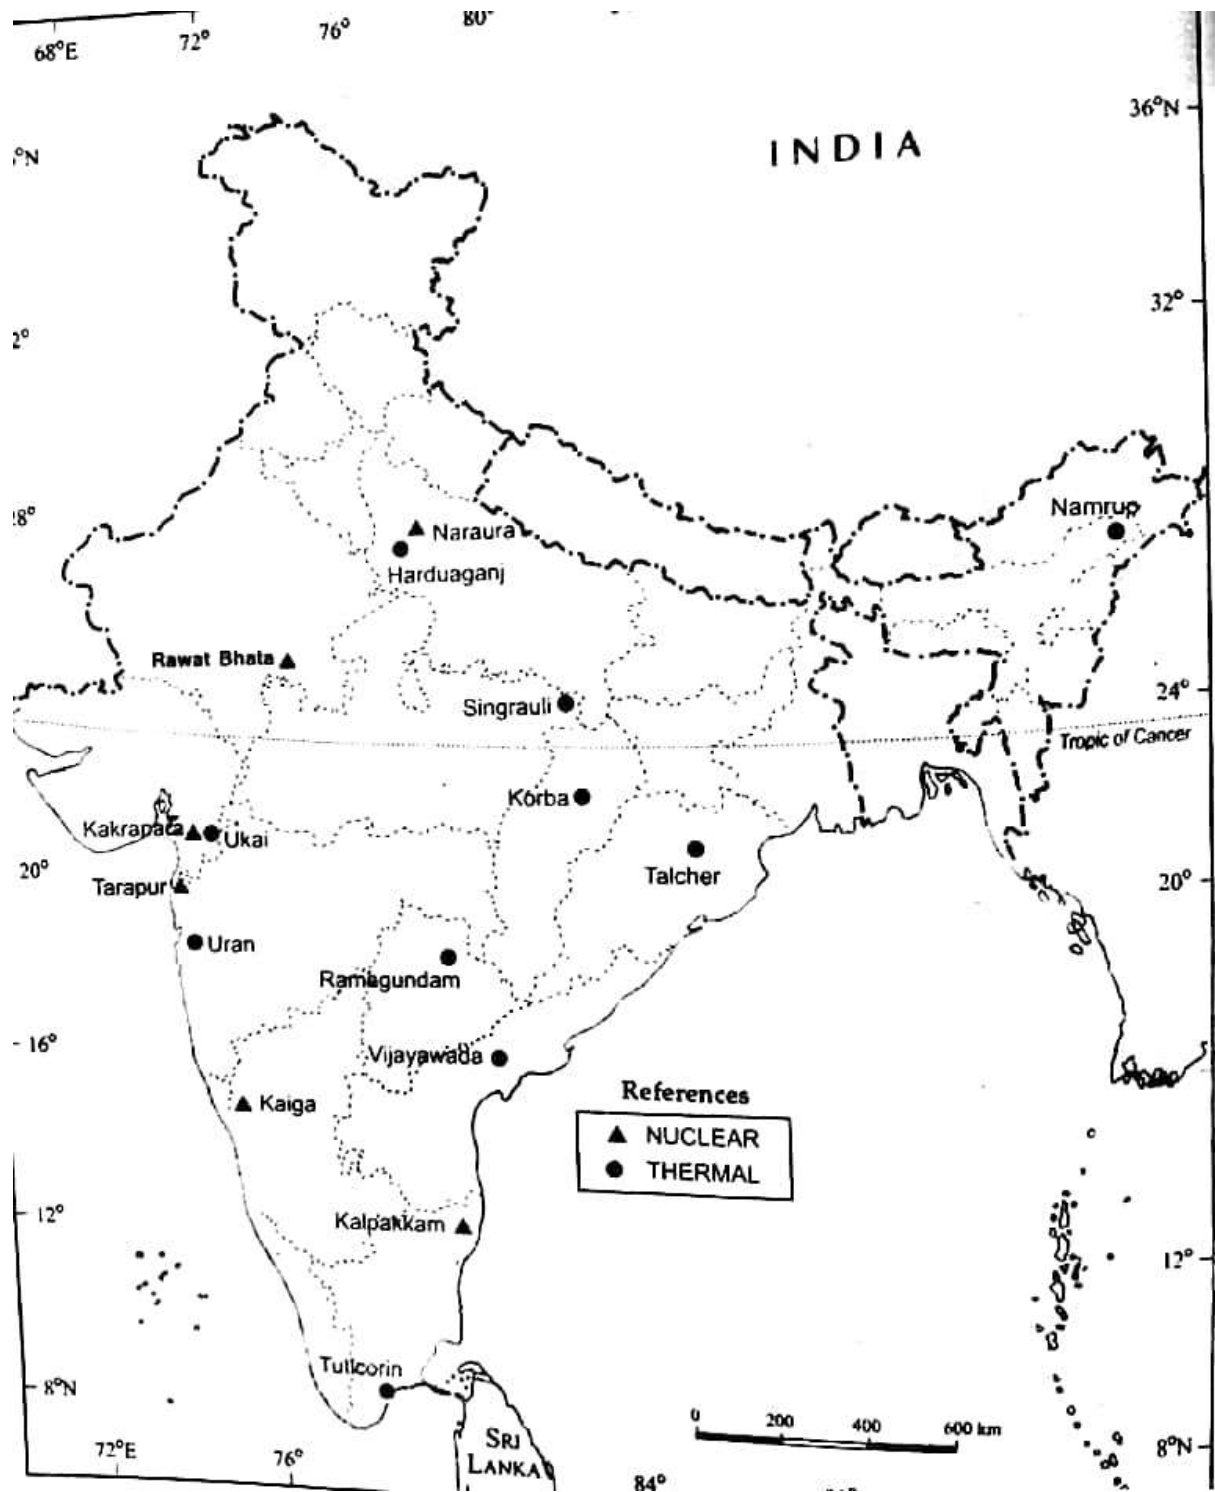 68°E
72°
76°
80°
INDIA
36°N
°N
32°
2°
28°
Naraura
Harduaganj
Namrup
Rawat Bhata
Singrauli
24°
Tropic of Cancer
Korba
Kakrapara
Ukai
Talcher
20°
20°
Tarapur
Uran
Ramagundam
16°
Vijayawada
References
Kaiga
NUCLEAR
THERMAL
12°
Kalpakkam
12°
Tuticorin
8°N
0 200 400 600 km
SRI
LANKA
8°N
72°E
76°
84°